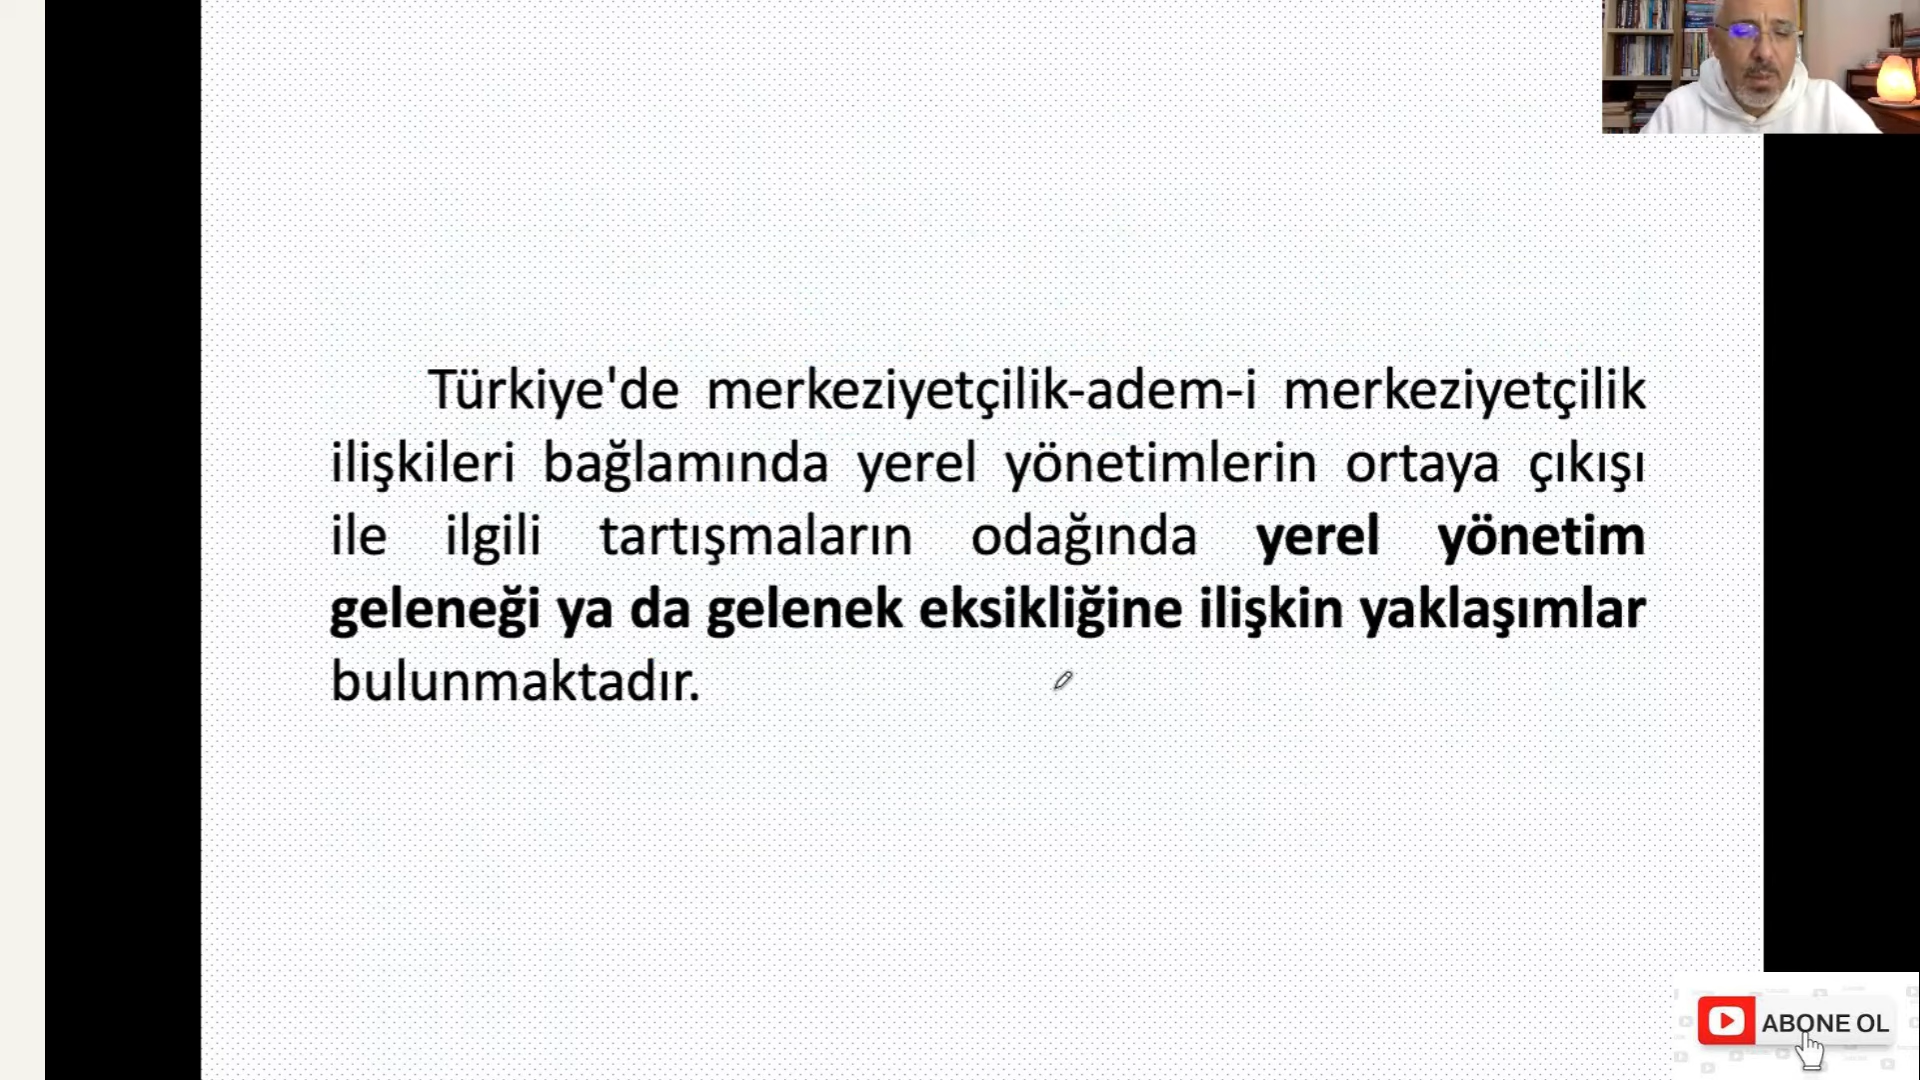 Türkiye'de merkeziyetçilik-adem-i merkeziyetçilik
ilişkileri bağlamında yerel yönetimlerin ortaya çıkışı
ile ilgili tartışmaların odağında yerel yönetim
geleneği ya da gelenek eksikliğine ilişkin yaklaşımlar
bulunmaktadır.
ABONE OL